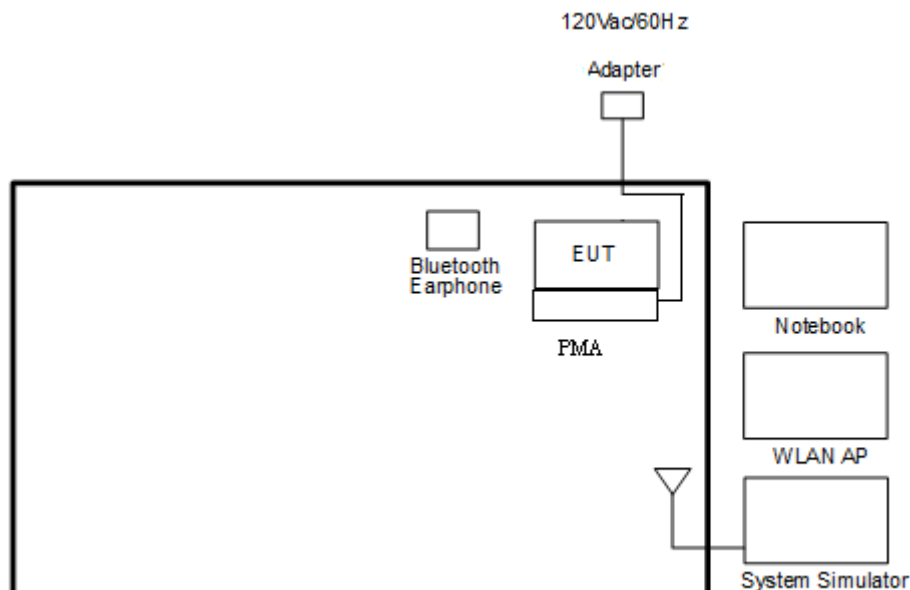 120Vac/60Hz
Adapter
Bluetooth
Earphone
EUT
PMA
Notebook
WLAN AP
System Simulator